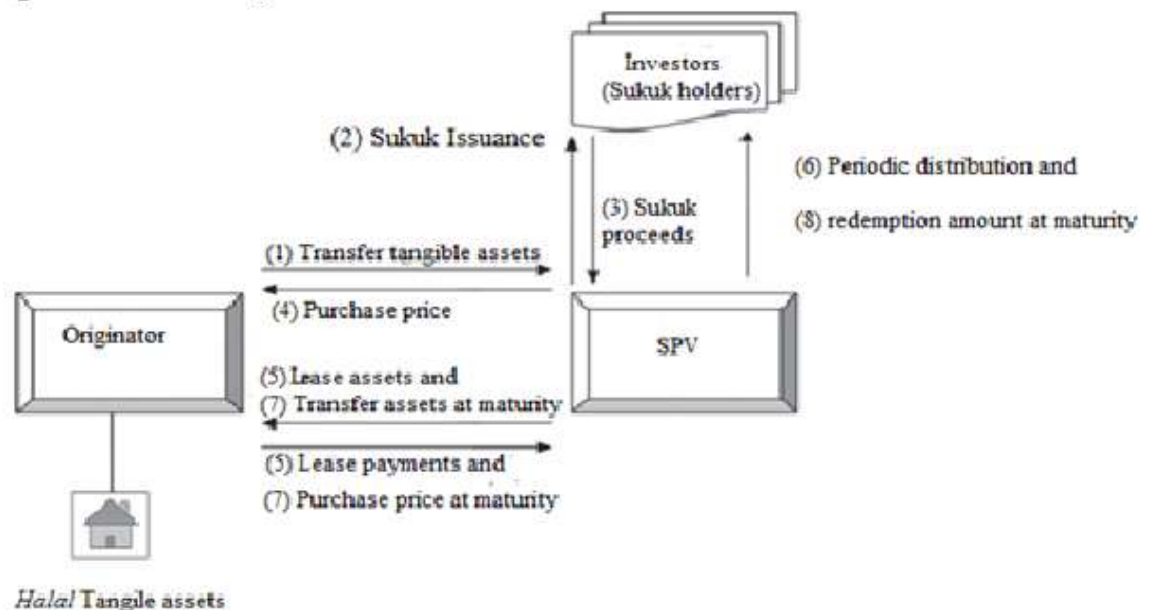 Investors
(Sukuk holders)
(2) Sukuk Issuance
(3) Sukuk
proceeds
(6) Periodic distribution and
(8) redemption amount at maturity
(1) Transfer tangible assets
(4) Purchase price
Originator
SPV
(5) Lease assets and
(7) Transfer assets at maturity
(5) Lease payments and
(7) Purchase price at maturity
Halal Tangile assets